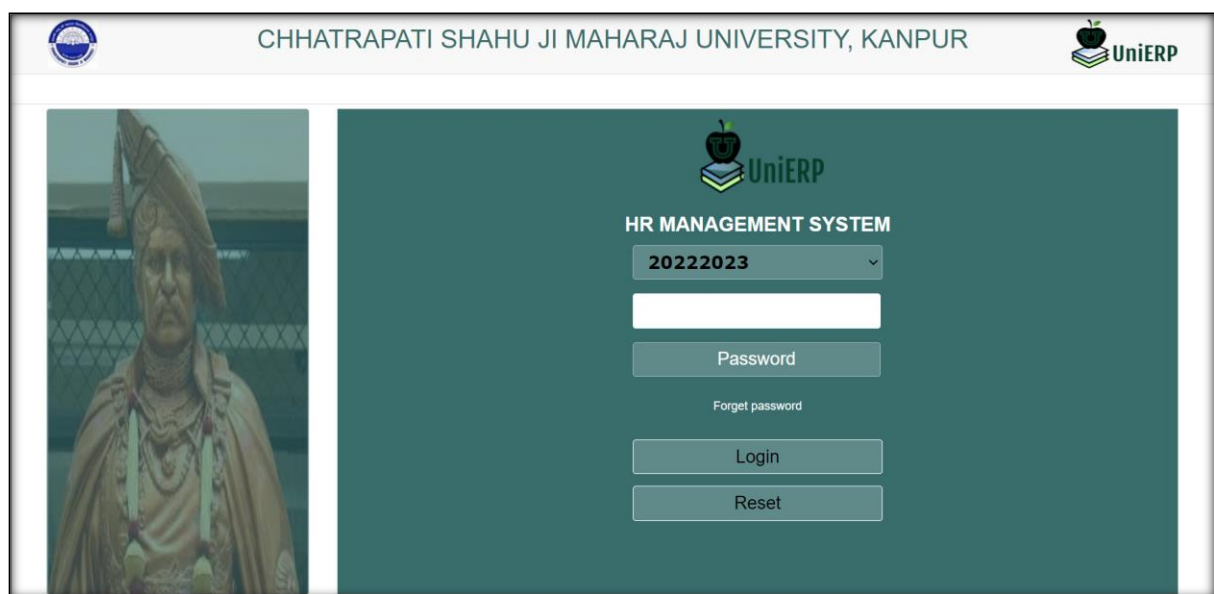 CHHATRAPATI SHAHU JI MAHARAJ UNIVERSITY, KANPUR
UniERP
UniERP
HR MANAGEMENT SYSTEM
20222023
Password
Forget password
Login
Reset